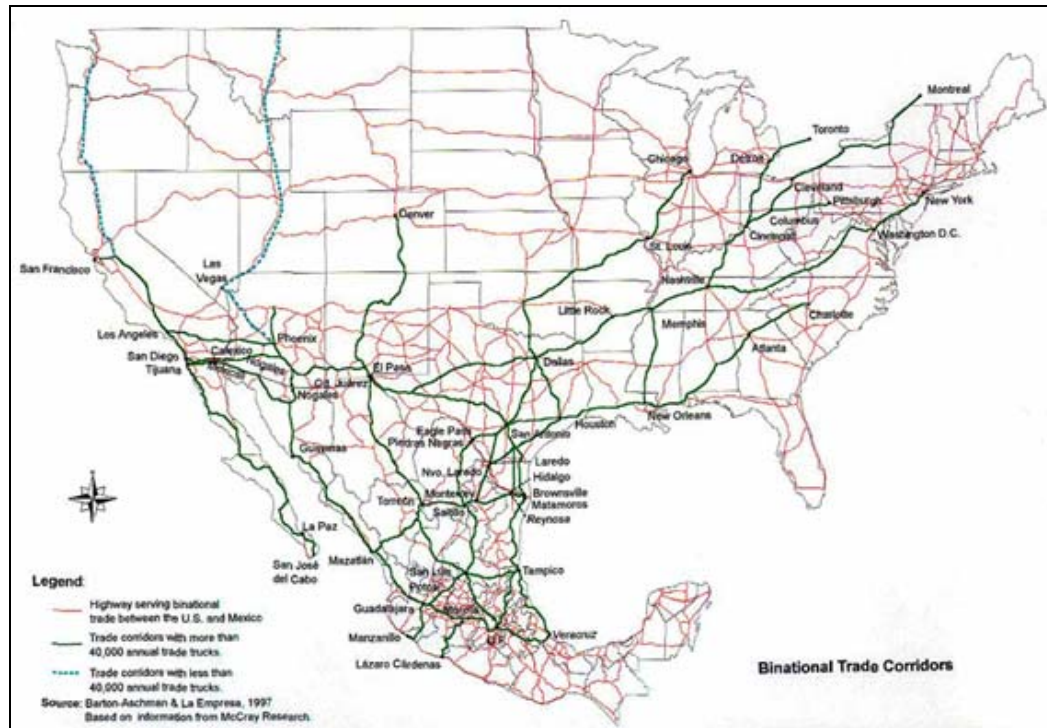 Montreal
Toronto
Chicago
Detroit
Cleveland
Pittsburgh
New York
Denver
Columbus
Cincinnati
Washington D.C.
St. Louis
San Francisco
Las
Vegas
Nashville
Little Rock
Charlotte
Memphis
Los Angeles
Phoenix
Atlanta
San Diego
Calexico
Tijuana
Nogales
El Paso
Dallas
Cd. Juárez
Nogales
New Orleans
Houston
Eagle Pass
San Antonio
Piedras Negras
Guaymas
Laredo
Nvo. Laredo
Hidalgo
Monterrey
Brownsville
Torreón
Matamoros
Saltillo
Reynosa
La Paz
Mazatlán
San José
del Cabo
San Luis
Potosí
Tampico
Guadalajara
Manzanillo
Veracruz
Lázaro Cárdenas
Legend:
Highway serving binational
trade between the U.S. and Mexico
Trade corridors with more than
40,000 annual trade trucks.
Trade corridors with less than
40,000 annual trade trucks.
Source: Barton-Aschman & La Empresa, 1997
Based on information from McCray Research.
Binational Trade Corridors